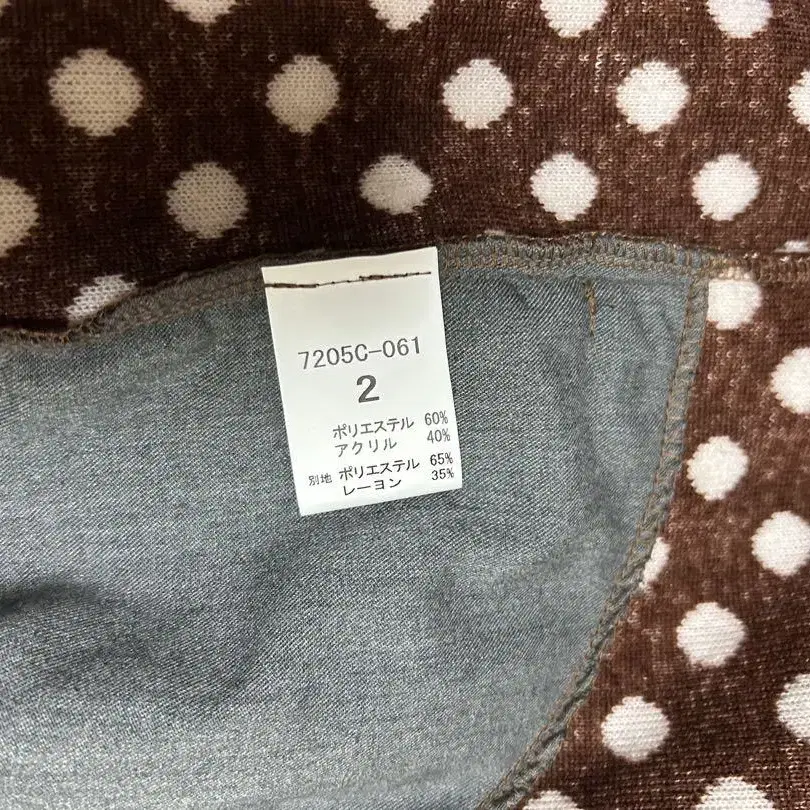 7205C-061
2
ポリエステル 60%
アクリル 40%
別地 ポリエステル 65%
レーヨン 35%